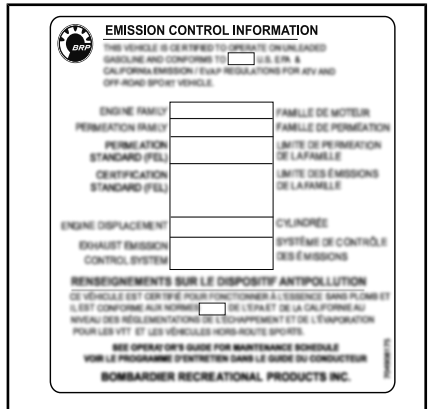 BRP
EMISSION CONTROL INFORMATION
THIS VEHICLE IS CERTIFIED TO OPERATE ON UNLEADED
GASOLINE AND CONFORMS TO U.S. EPA &
CALIFORNIA EMISSION / EVAP REGULATIONS FOR ATV AND
OFF-ROAD SPORT VEHICLE.
ENGINE FAMILY FAMILLE DE MOTEUR
PERMEATION FAMILY FAMILLE DE PERMÉATION
PERMEATION LIMITE DE PERMEATION
STANDARD (FEL) DE LA FAMILLE
CERTIFICATION LIMITE DES ÉMISSIONS
STANDARD (FEL) DE LA FAMILLE
ENGINE DISPLACEMENT CYLINDRÉE
EXHAUST EMISSION SYSTÈME DE CONTRÔLE
CONTROL SYSTEM DES ÉMISSIONS
RENSEIGNEMENTS SUR LE DISPOSITIF ANTIPOLLUTION
CE VÉHICULE EST CERTIFIÉ POUR FONCTIONNER À L'ESSENCE SANS PLOMB ET
IL EST CONFORME AUX NORMES DE L'EPA ET DE LA CALIFORNIE AU
NIVEAU DES RÉGLEMENTATIONS DE L'ÉCHAPPEMENT ET DE L'ÉVAPORATION
POUR LES VTT ET LES VÉHICULES HORS-ROUTE SPORTS.
SEE OPERATOR'S GUIDE FOR MAINTENANCE SCHEDULE
VOIR LE PROGRAMME D'ENTRETIEN DANS LE GUIDE DU CONDUCTEUR
BOMBARDIER RECREATIONAL PRODUCTS INC.